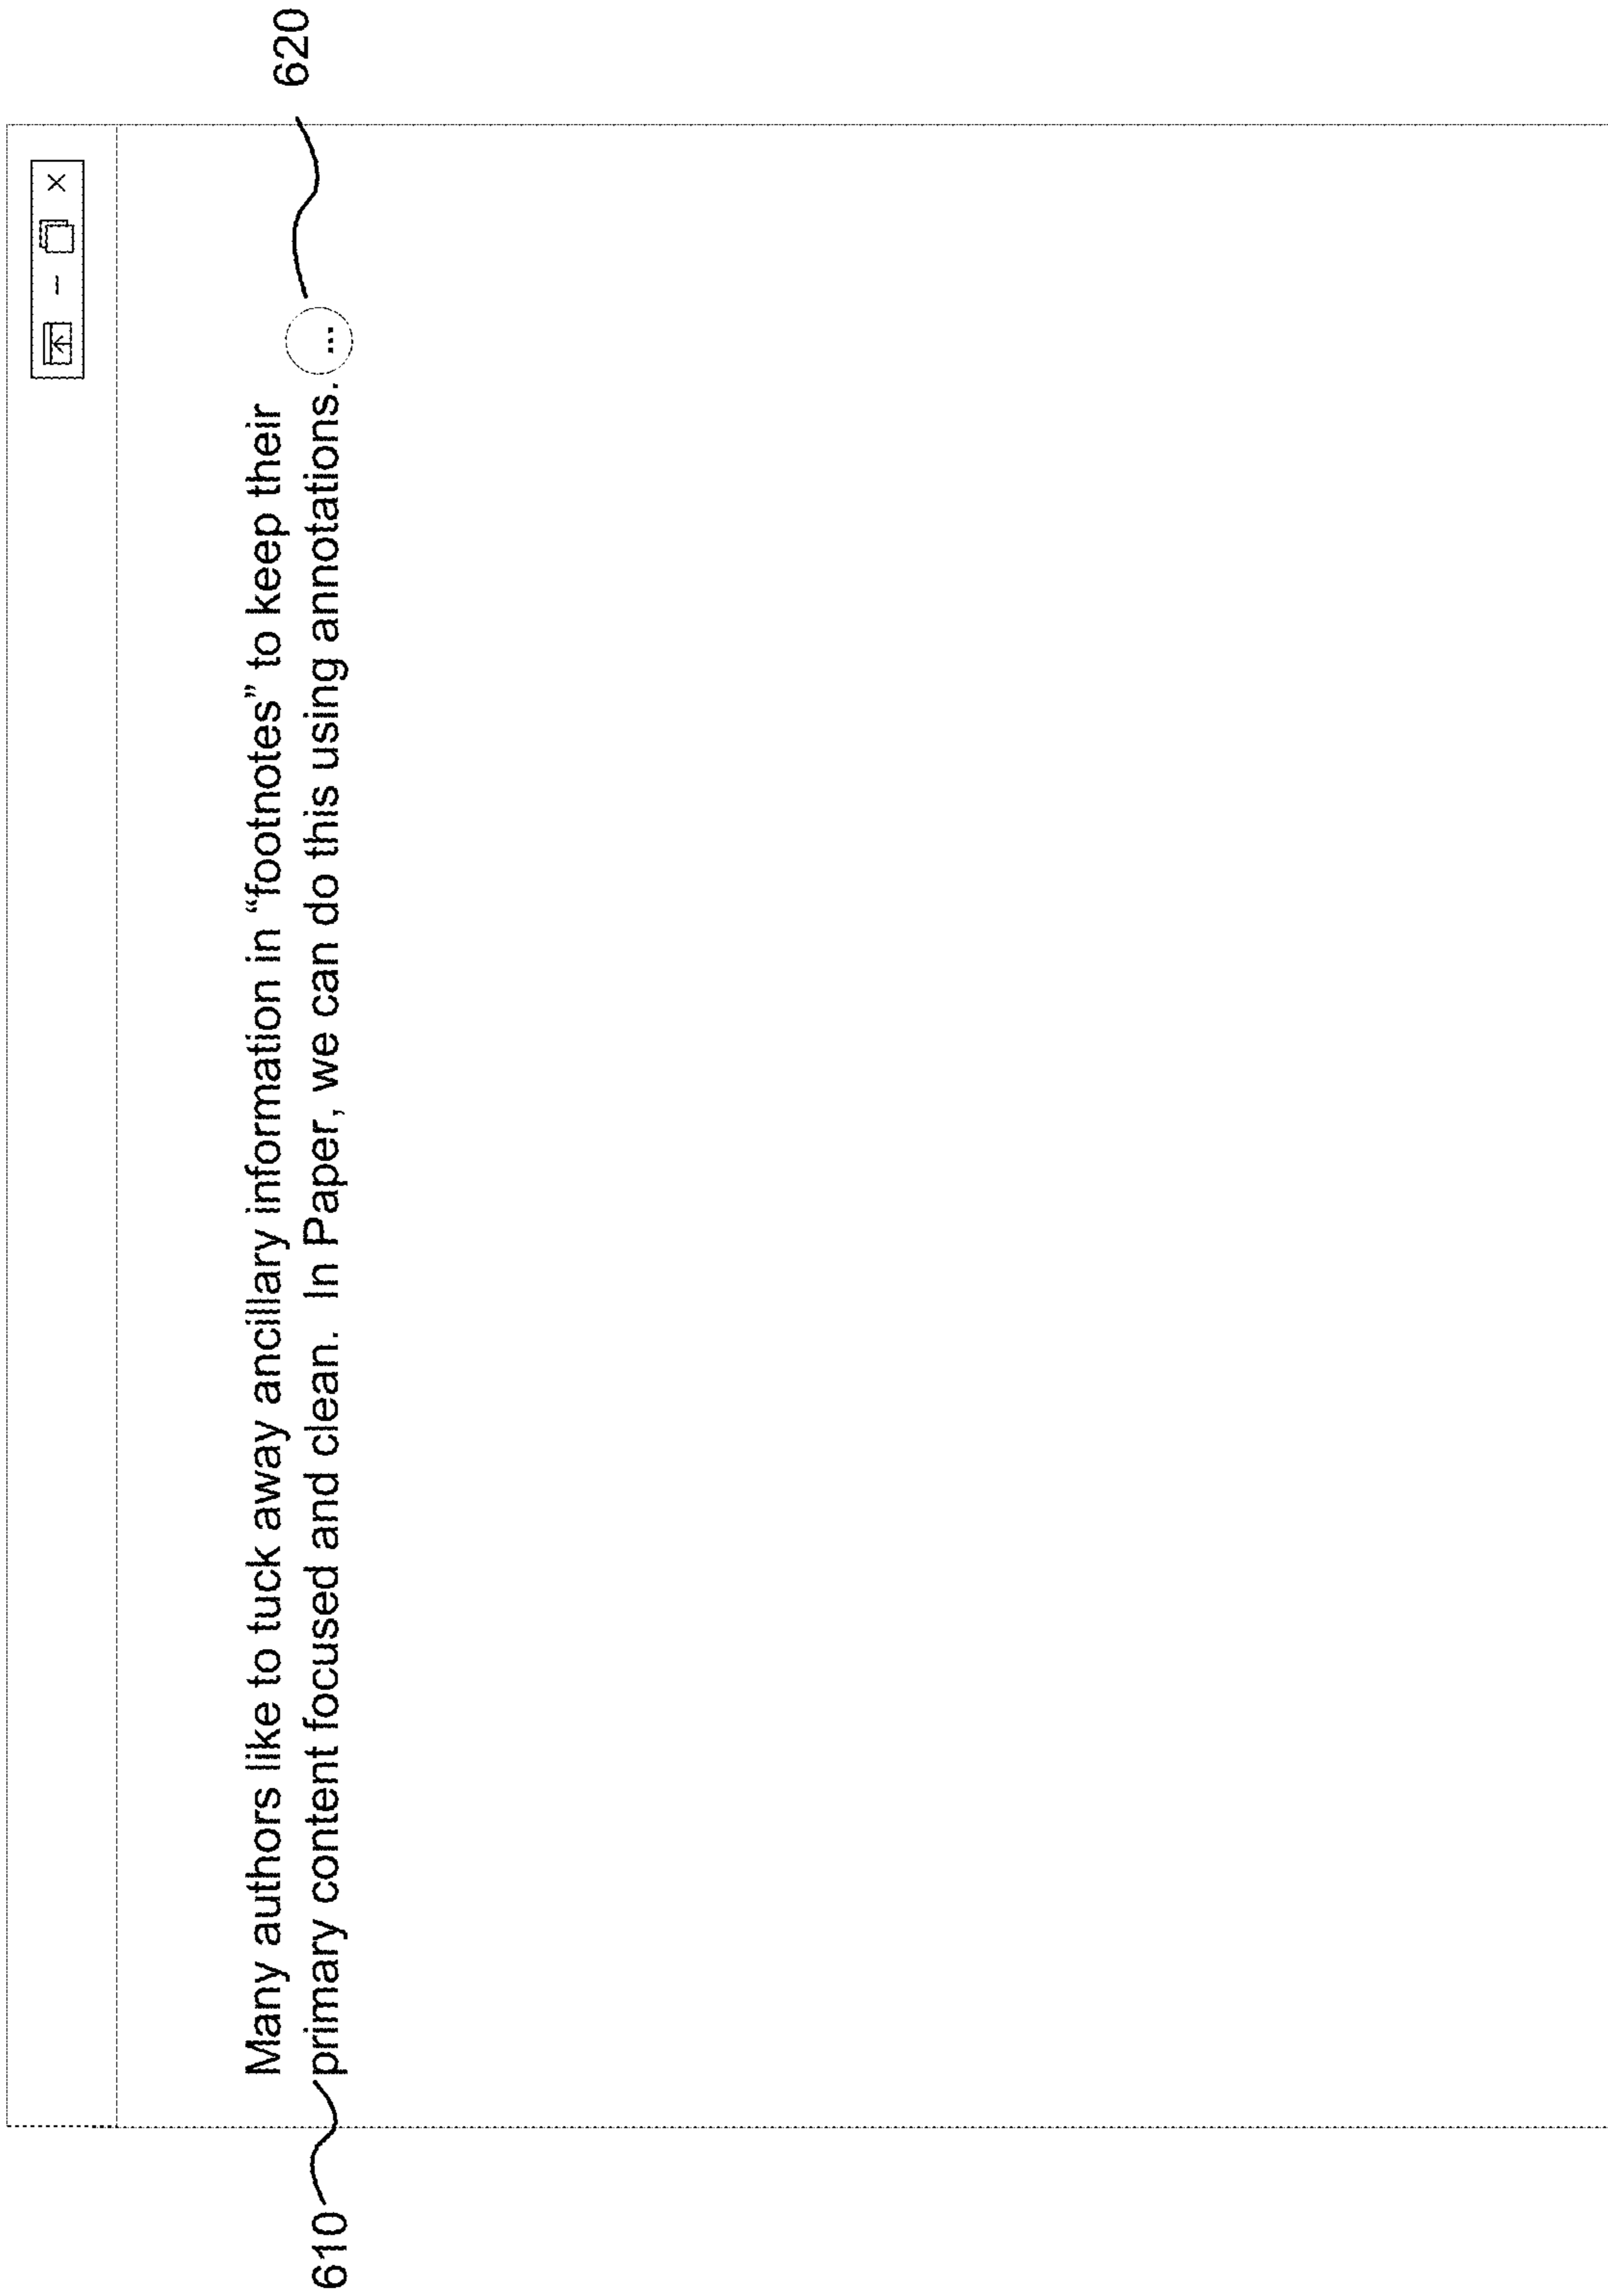 Many authors like to tuck away ancillary information in “footnotes” to keep their
primary content focused and clean.  In Paper, we can do this using annotations.
...
610
620